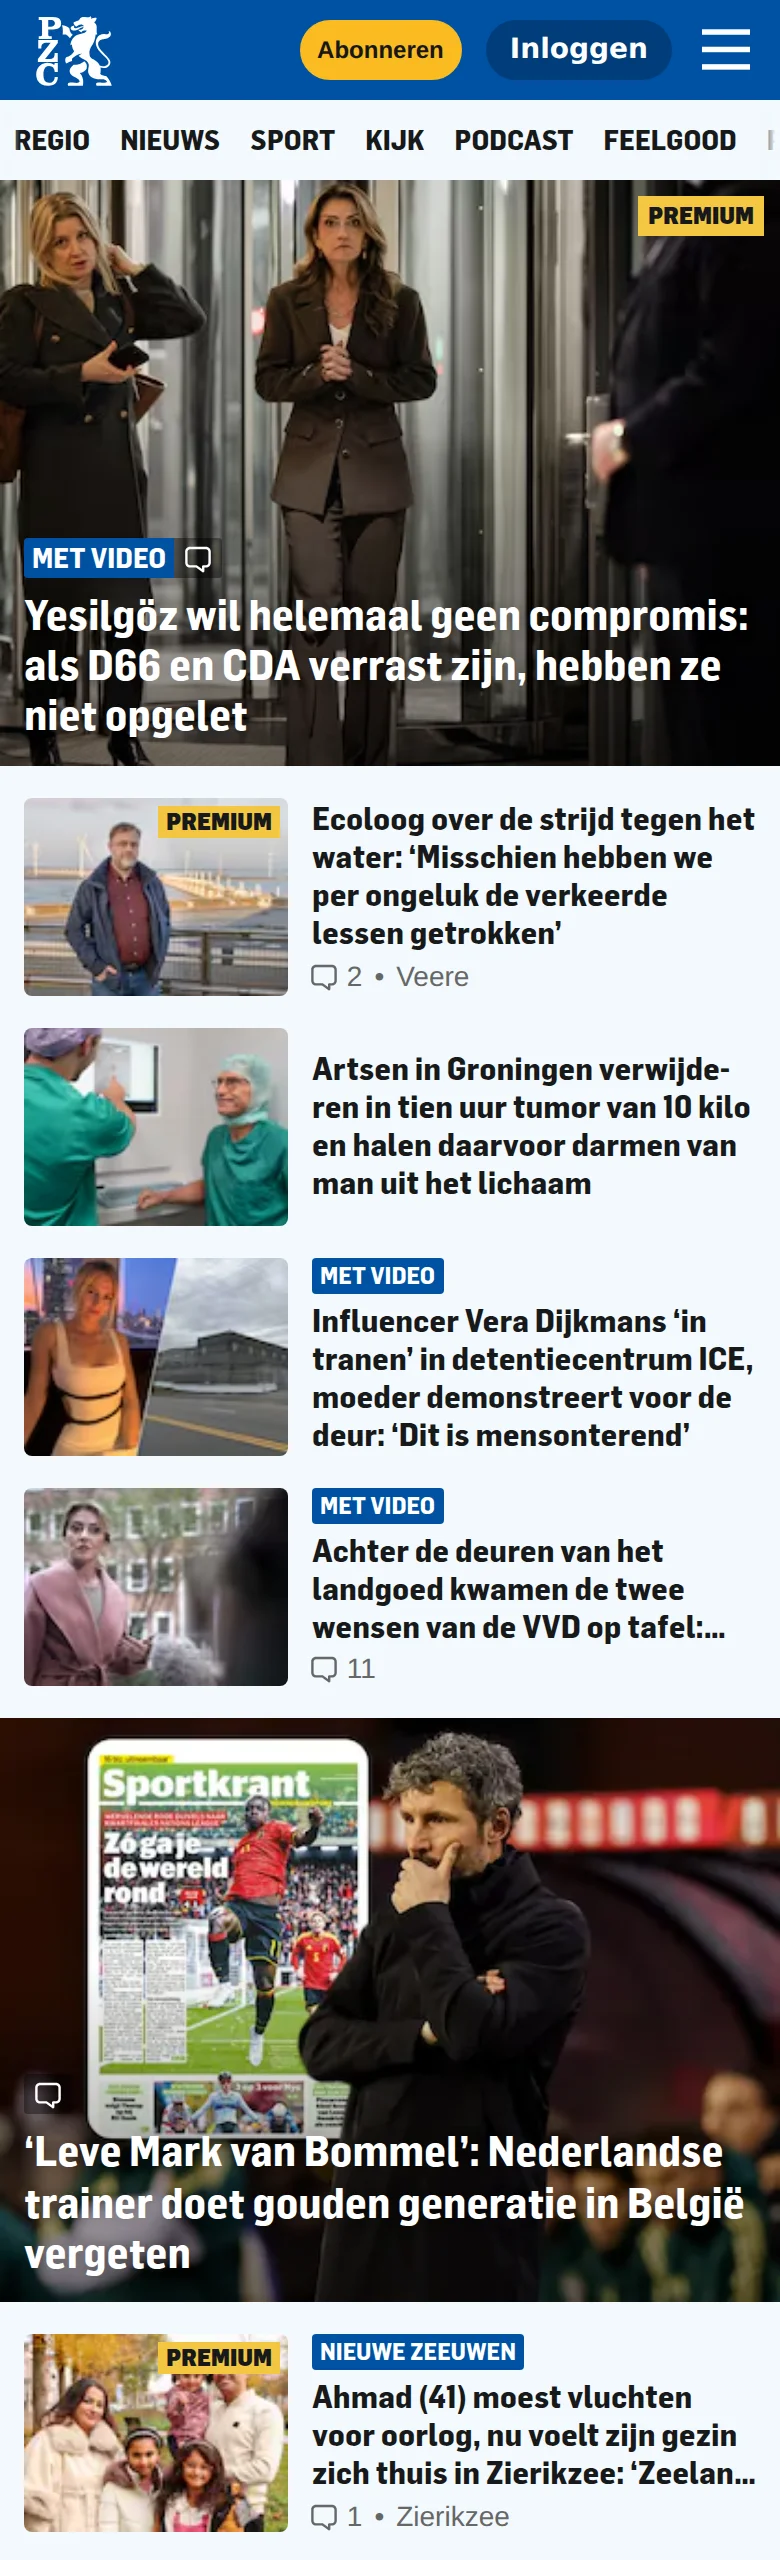 PZC
Abonneren
Inloggen
REGIO NIEUWS SPORT KIJK PODCAST FEELGOOD
PREMIUM
MET VIDEO
Yesilgöz wil helemaal geen compromis:
als D66 en CDA verrast zijn, hebben ze
niet opgelet
PREMIUM
Ecoloog over de strijd tegen het
water: ‘Misschien hebben we
per ongeluk de verkeerde
lessen getrokken’
2 • Veere
Artsen in Groningen verwijde-
ren in tien uur tumor van 10 kilo
en halen daarvoor darmen van
man uit het lichaam
MET VIDEO
Influencer Vera Dijkmans ‘in
tranen’ in detentiecentrum ICE,
moeder demonstreert voor de
deur: ‘Dit is mensonterend’
MET VIDEO
Achter de deuren van het
landgoed kwamen de twee
wensen van de VVD op tafel:...
11
Sportkrant
Zó ga je
de wereld
rond
‘Leve Mark van Bommel’: Nederlandse
trainer doet gouden generatie in België
vergeten
PREMIUM
NIEUWE ZEEUWEN
Ahmad (41) moest vluchten
voor oorlog, nu voelt zijn gezin
zich thuis in Zierikzee: ‘Zeelan...
1 • Zierikzee